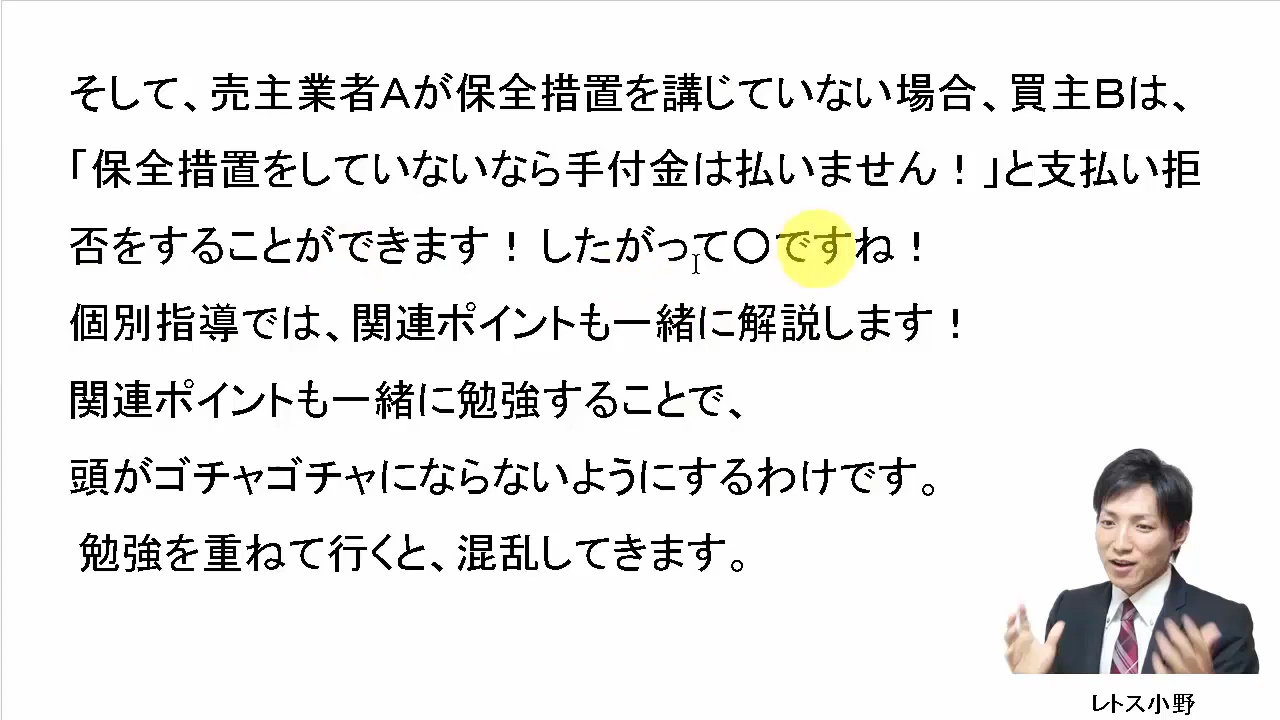 そして、売主業者Ａが保全措置を講じていない場合、買主Ｂは、
「保全措置をしていないなら手付金は払いません！」と支払い拒
否をすることができます！ したがって〇ですね！
個別指導では、関連ポイントも一緒に解説します！
関連ポイントも一緒に勉強することで、
頭がゴチャゴチャにならないようにするわけです。
勉強を重ねて行くと、混乱してきます。
レトス小野